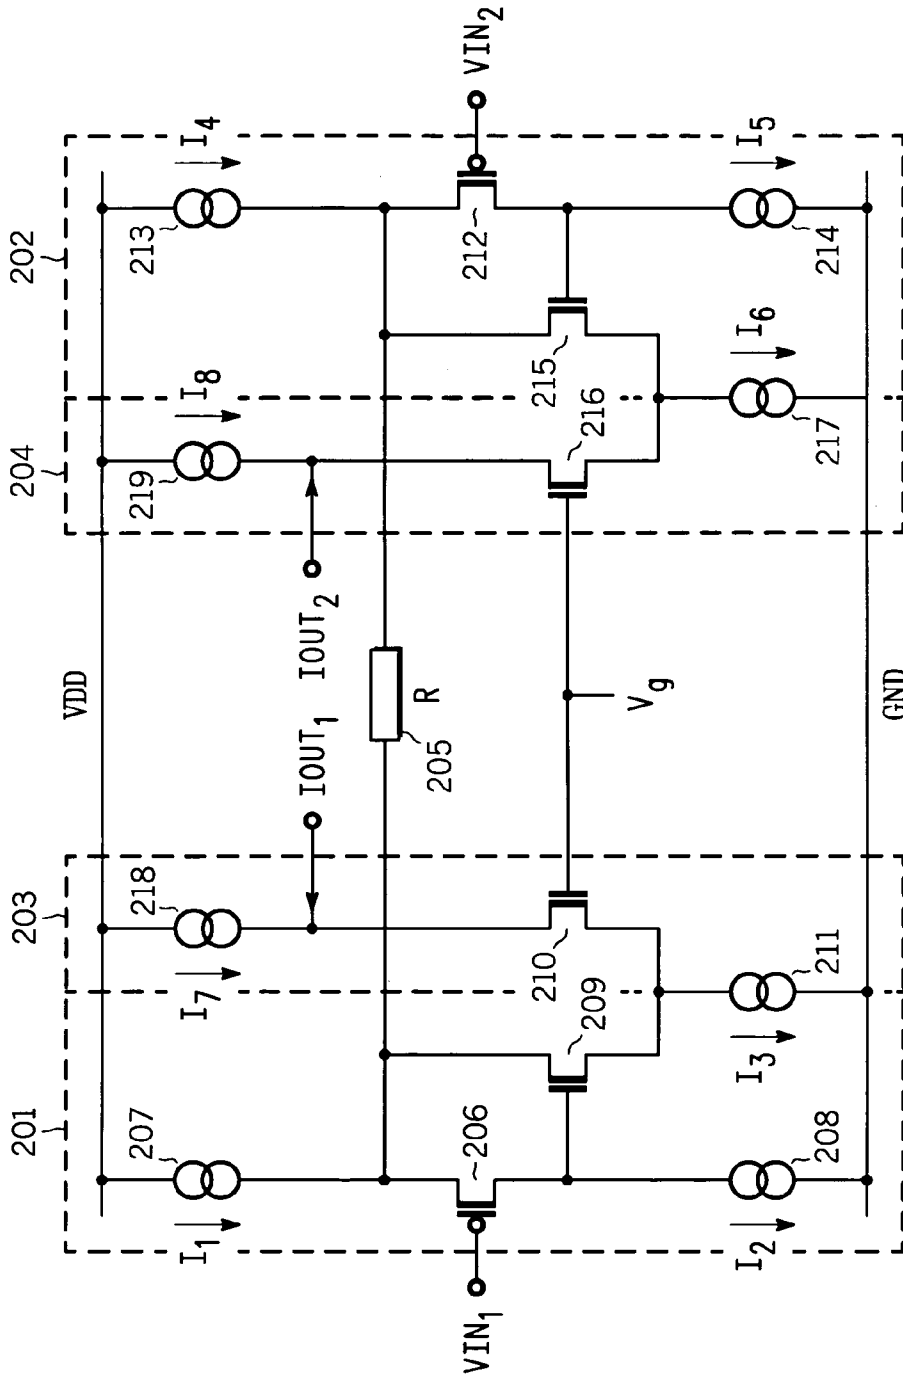 201
203
204
202
VDD
207
I₁
218
I₇
219
I₈
213
I₄
IOUT₁
IOUT₂
R
205
VIN₁
206
212
VIN₂
209
210
216
215
V_g
208
I₂
211
I₃
217
I₆
214
I₅
GND